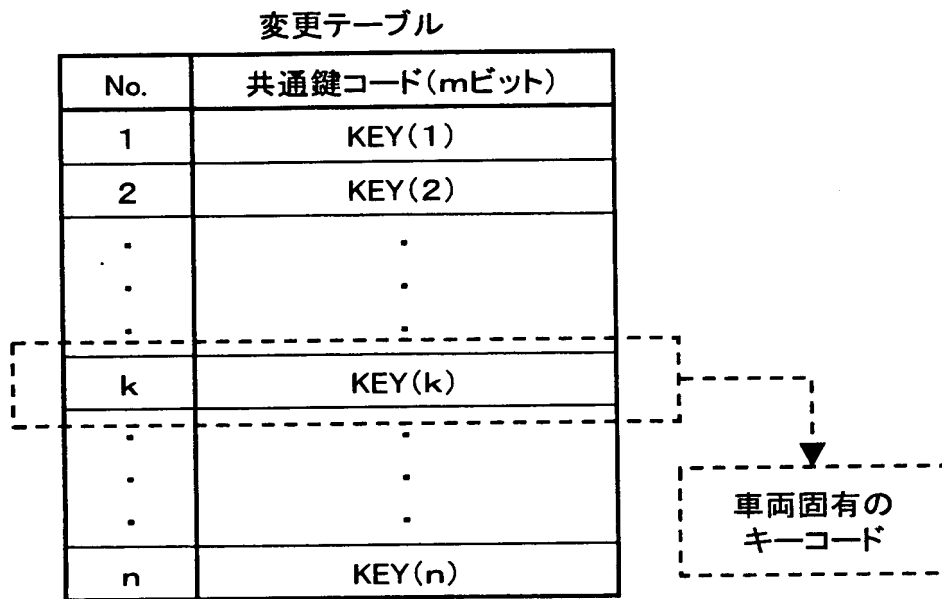 変更テーブル
No. 共通鍵コード(mビット)
1 KEY(1)
2 KEY(2)
・ ・
・ ・
・ ・
k KEY(k)
・ ・
・ ・
・ ・
n KEY(n)
車両固有の
キーコード